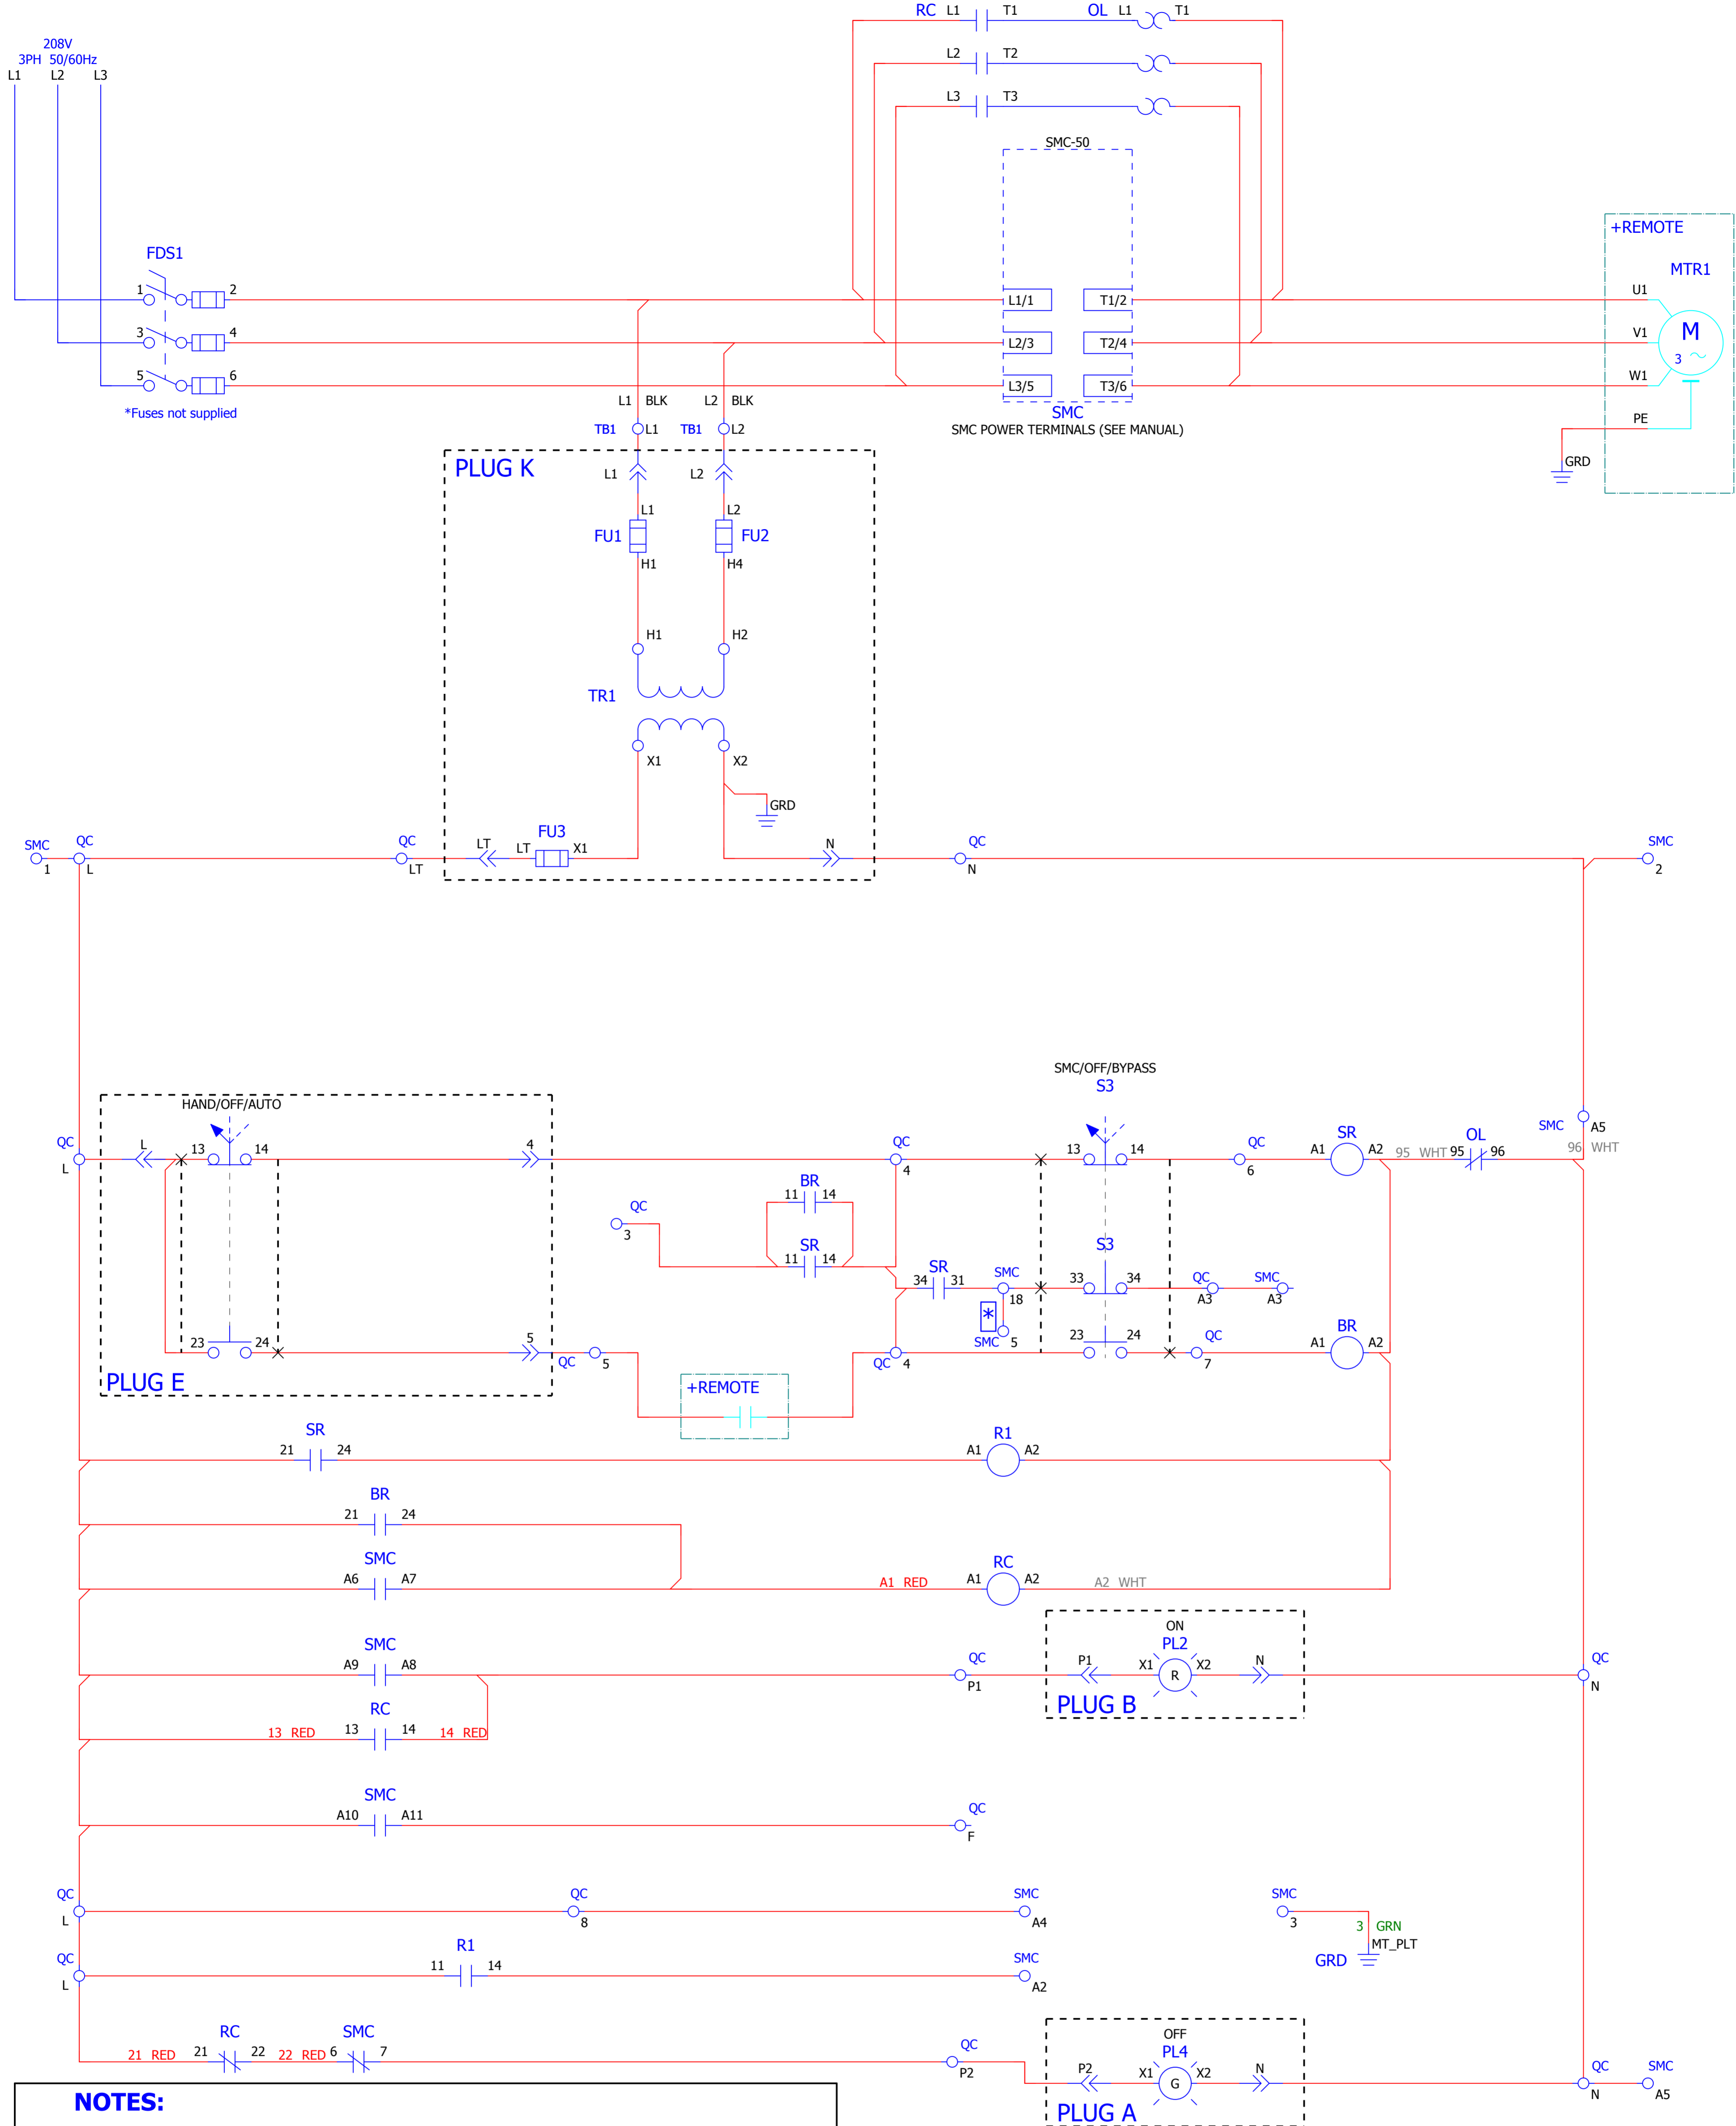 RC L1 T1 OL L1 T1
208V
3PH 50/60Hz
L1 L2 L3
L2 T2
L3 T3
SMC-50
+REMOTE
MTR1
FDS1
1 2
L1/1 T1/2
U1
3 4
L2/3 T2/4
V1
M
3
5 6
L3/5 T3/6
W1
*Fuses not supplied
L1 BLK L2 BLK
SMC
PE
TB1 L1 TB1 L2
SMC POWER TERMINALS (SEE MANUAL)
PLUG K
GRD
L1 L2
L1 L2
FU1 FU2
H1 H4
H1 H2
TR1
X1 X2
GRD
SMC QC QC FU3 QC SMC
LT LT X1 N
1 L LT N 2
SMC/OFF/BYPASS
S3
HAND/OFF/AUTO
SMC A5
QC L 13 14 4 QC 13 14 QC SR OL
A1 A2 95 WHT 95 96 96 WHT
L 4 6
BR
11 14
QC
3
SR
11 14
S3
SR
34 31 SMC 33 34 QC SMC
18 A3 A3
*
SMC 5
23 24 5 QC 5 QC 4 23 24 QC 7 BR
A1 A2
PLUG E
+REMOTE
SR
21 24
R1
A1 A2
BR
21 24
SMC
A6 A7
RC
A1 RED A1 A2 A2 WHT
ON
SMC
A9 A8
QC
P1
PL2
P1 X1 R X2 N
QC
N
PLUG B
RC
13 RED 13 14 14 RED
SMC
A10 A11
QC
F
QC QC SMC SMC
L 8 A4 3
3 GRN
MT_PLT
GRD
QC R1 SMC
11 14
L A2
OFF
RC SMC
21 RED 21 22 22 RED 6 7
QC
P2
PL4
P2 X1 G X2 N
QC SMC
N A5
PLUG A
NOTES: